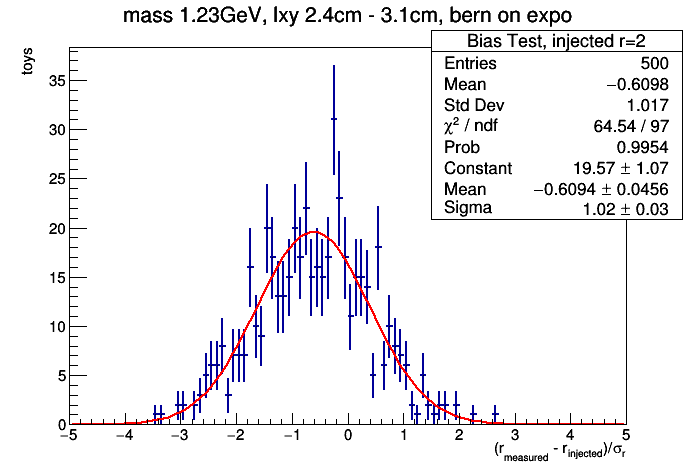 mass 1.23GeV, lxy 2.4cm - 3.1cm, bern on expo
Bias Test, injected r=2
Entries 500
Mean −0.6098
Std Dev 1.017
χ² / ndf 64.54 / 97
Prob 0.9954
Constant 19.57 ± 1.07
Mean −0.6094 ± 0.0456
Sigma 1.02 ± 0.03
toys
35
30
25
20
15
10
5
0
−5 −4 −3 −2 −1 0 1 2 3 4 5
(r_measured - r_injected)/σ_r